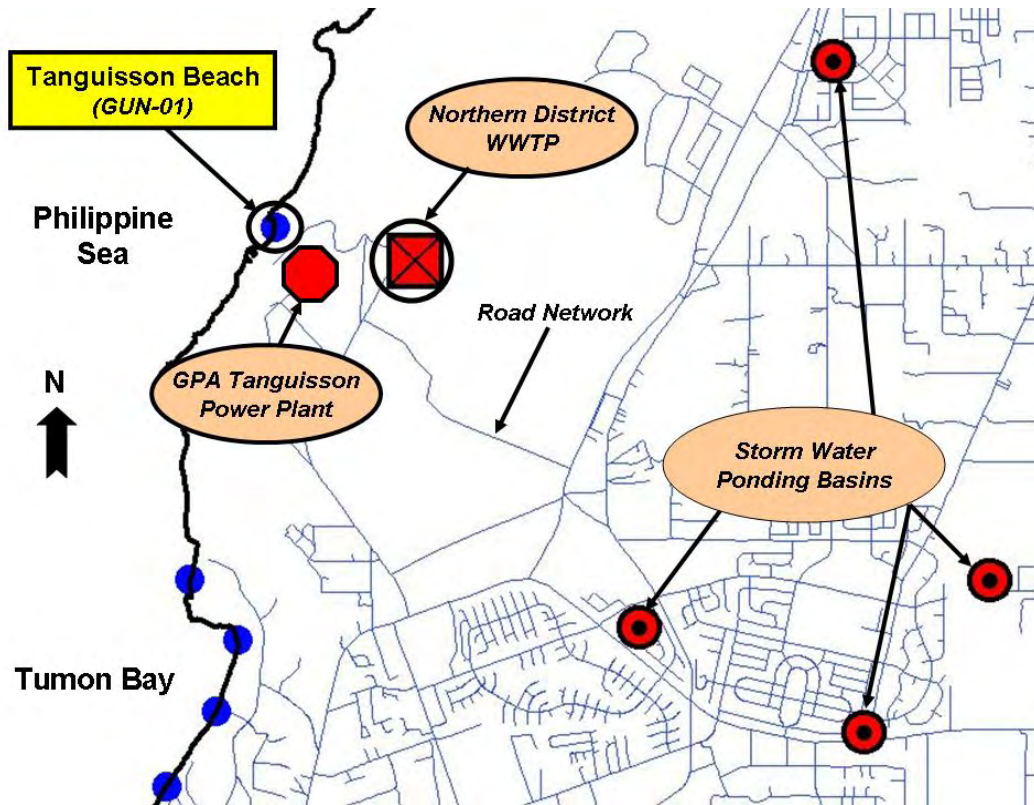 Tanguisson Beach
(GUN-01)
Northern District
WWTP
Philippine
Sea
Road Network
N
GPA Tanguisson
Power Plant
Storm Water
Ponding Basins
Tumon Bay